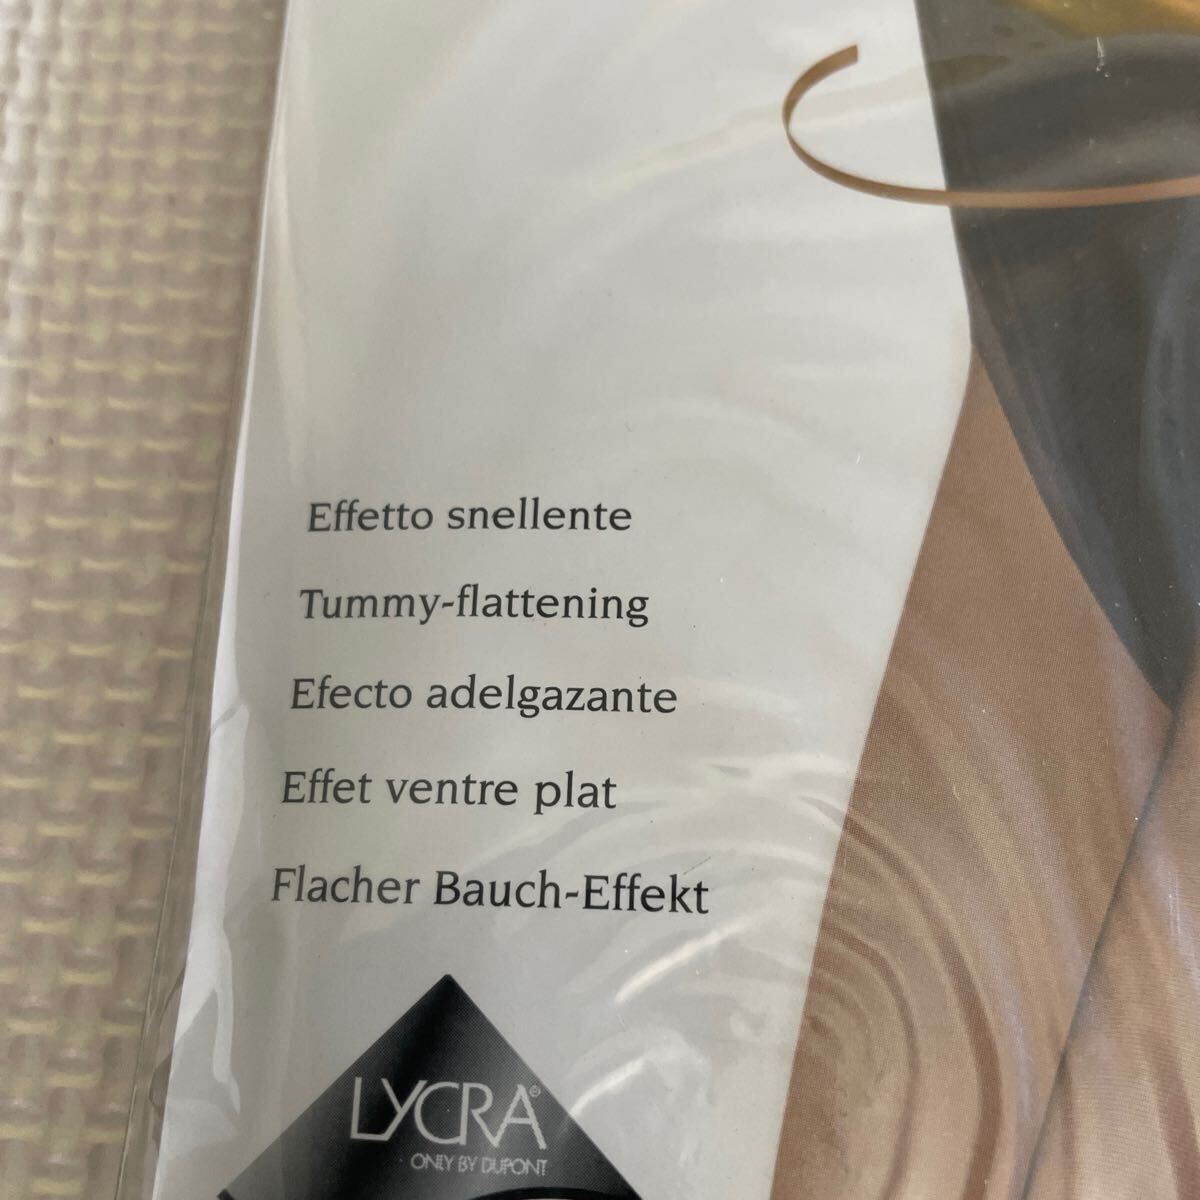 Effetto snellente
Tummy-flattening
Efecto adelgazante
Effet ventre plat
Flacher Bauch-Effekt
LYCRA®
ONLY BY DUPONT